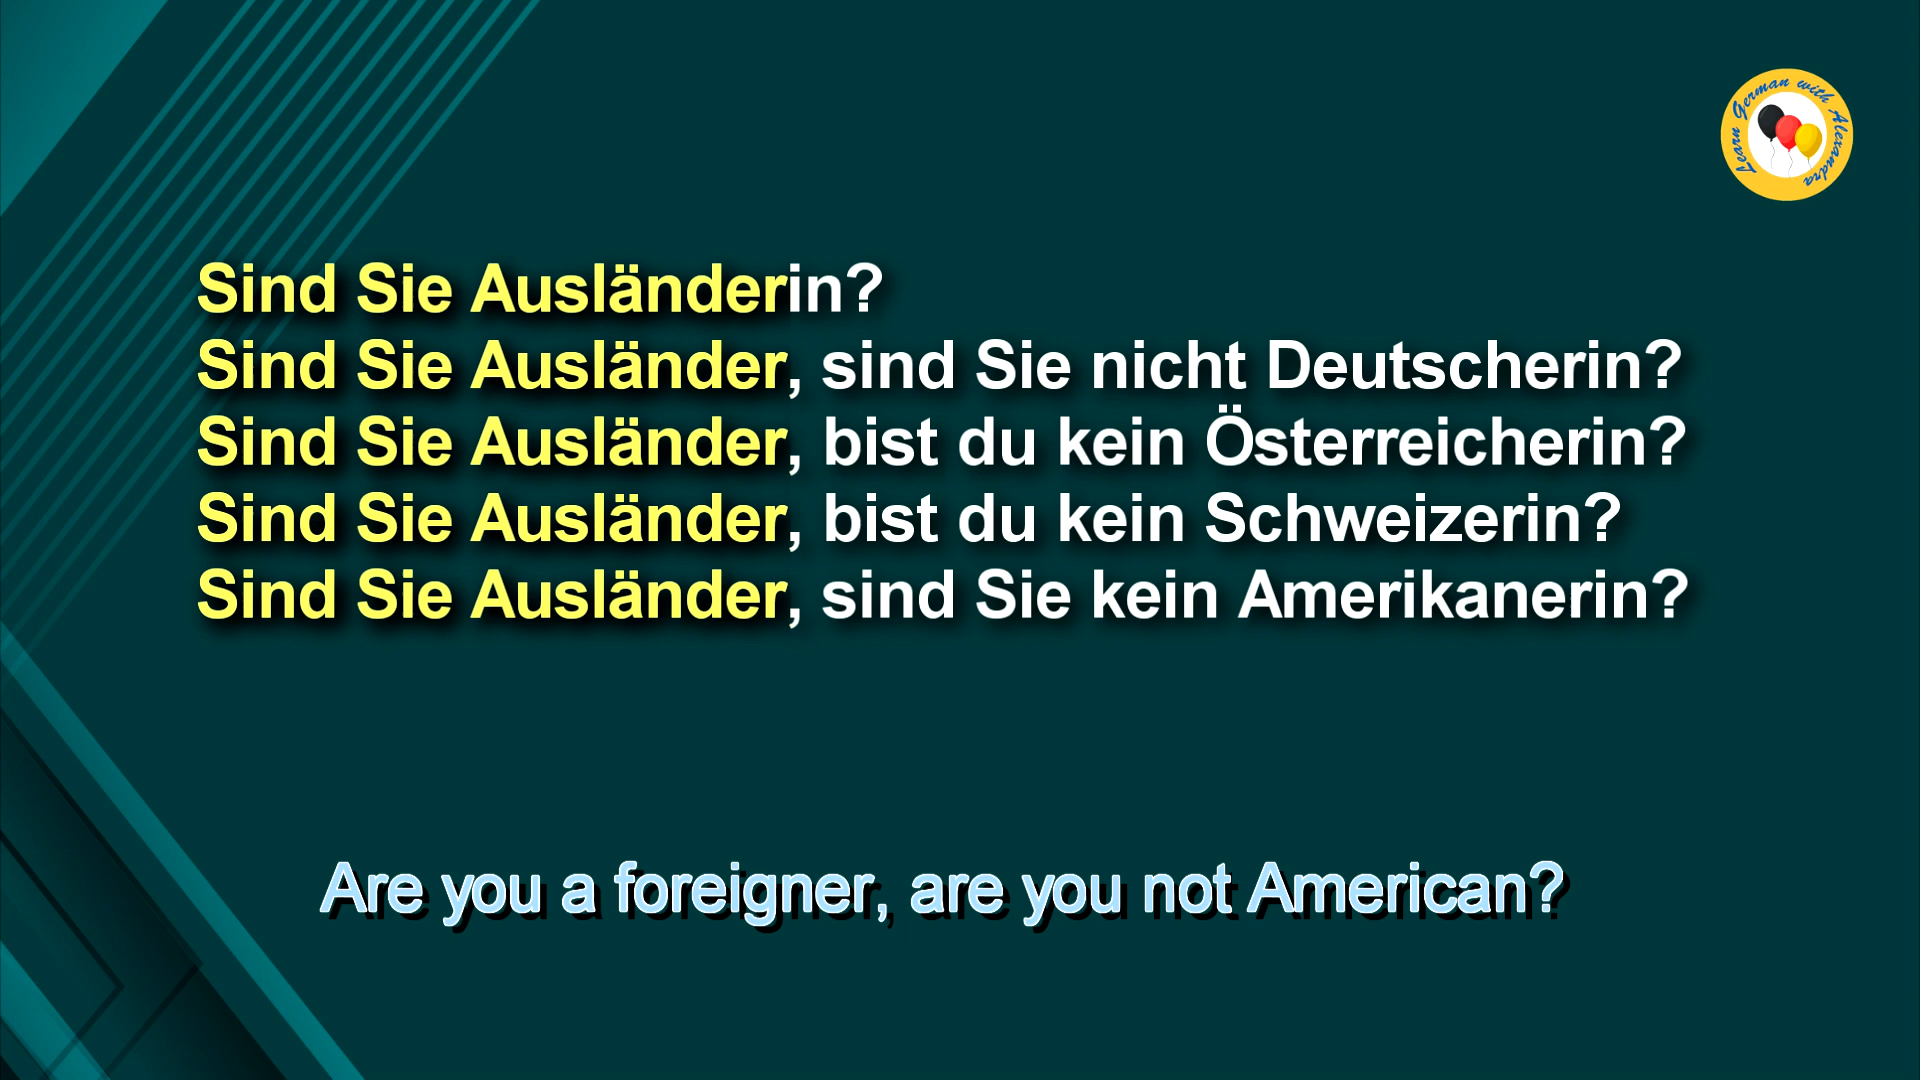 Learn German with Alexandra
Sind Sie Ausländerin?
Sind Sie Ausländer, sind Sie nicht Deutscherin?
Sind Sie Ausländer, bist du kein Österreicherin?
Sind Sie Ausländer, bist du kein Schweizerin?
Sind Sie Ausländer, sind Sie kein Amerikanerin?
Are you a foreigner, are you not American?